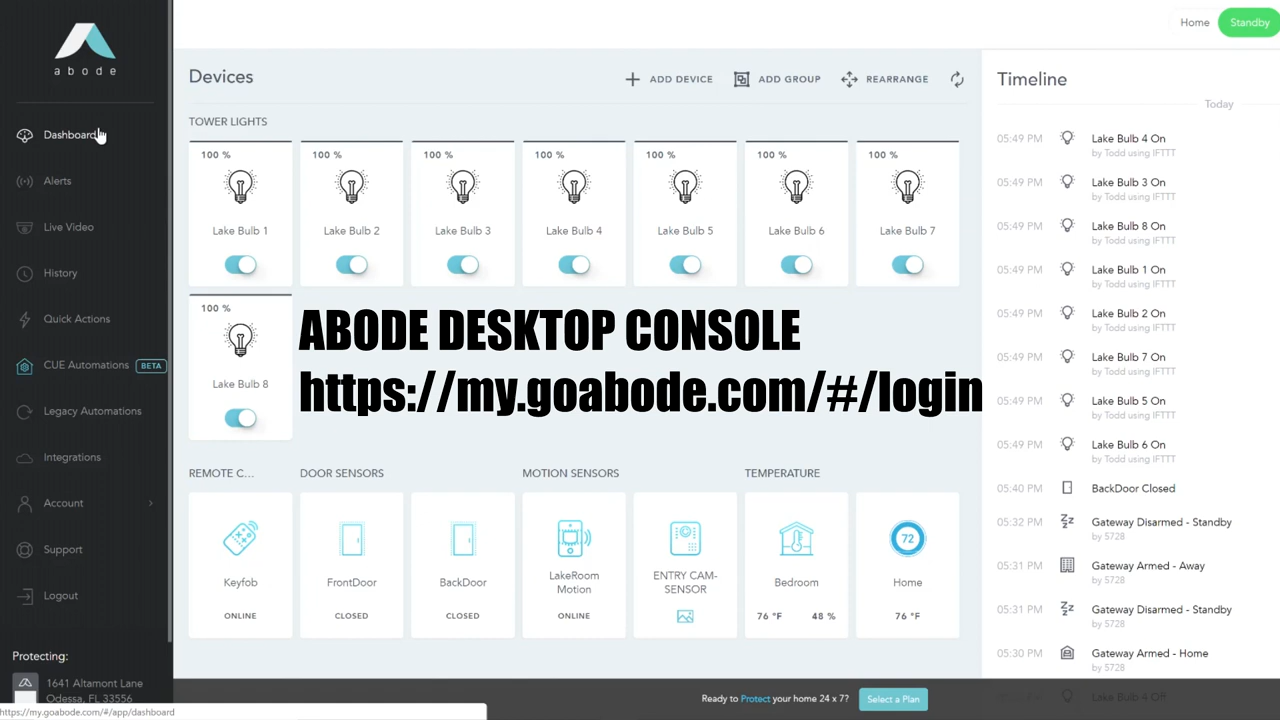 abode
Dashboard
Alerts
Live Video
History
Quick Actions
CUE Automations BETA
Legacy Automations
Integrations
Account
Support
Logout
Protecting:
1641 Altamont Lane
Odessa, FL 33556
https://my.goabode.com/#/app/dashboard
Home Standby
Devices
ADD DEVICE ADD GROUP REARRANGE
TOWER LIGHTS
100 % 100 % 100 % 100 % 100 % 100 % 100 %
Lake Bulb 1 Lake Bulb 2 Lake Bulb 3 Lake Bulb 4 Lake Bulb 5 Lake Bulb 6 Lake Bulb 7
100 %
Lake Bulb 8
ABODE DESKTOP CONSOLE
https://my.goabode.com/#/login
REMOTE C... DOOR SENSORS MOTION SENSORS TEMPERATURE
72
Keyfob FrontDoor BackDoor LakeRoom Motion ENTRY CAM-SENSOR Bedroom Home
ONLINE CLOSED CLOSED ONLINE 76 °F 48 % 76 °F
Ready to Protect your home 24 x 7? Select a Plan
Timeline
Today
05:49 PM Lake Bulb 4 On
by Todd using IFTTT
05:49 PM Lake Bulb 3 On
by Todd using IFTTT
05:49 PM Lake Bulb 8 On
by Todd using IFTTT
05:49 PM Lake Bulb 1 On
by Todd using IFTTT
05:49 PM Lake Bulb 2 On
by Todd using IFTTT
05:49 PM Lake Bulb 7 On
by Todd using IFTTT
05:49 PM Lake Bulb 5 On
by Todd using IFTTT
05:49 PM Lake Bulb 6 On
by Todd using IFTTT
05:40 PM BackDoor Closed
05:32 PM Gateway Disarmed - Standby
by 5728
05:31 PM Gateway Armed - Away
by 5728
05:31 PM Gateway Disarmed - Standby
by 5728
05:30 PM Gateway Armed - Home
by 5728
Lake Bulb 4 Off